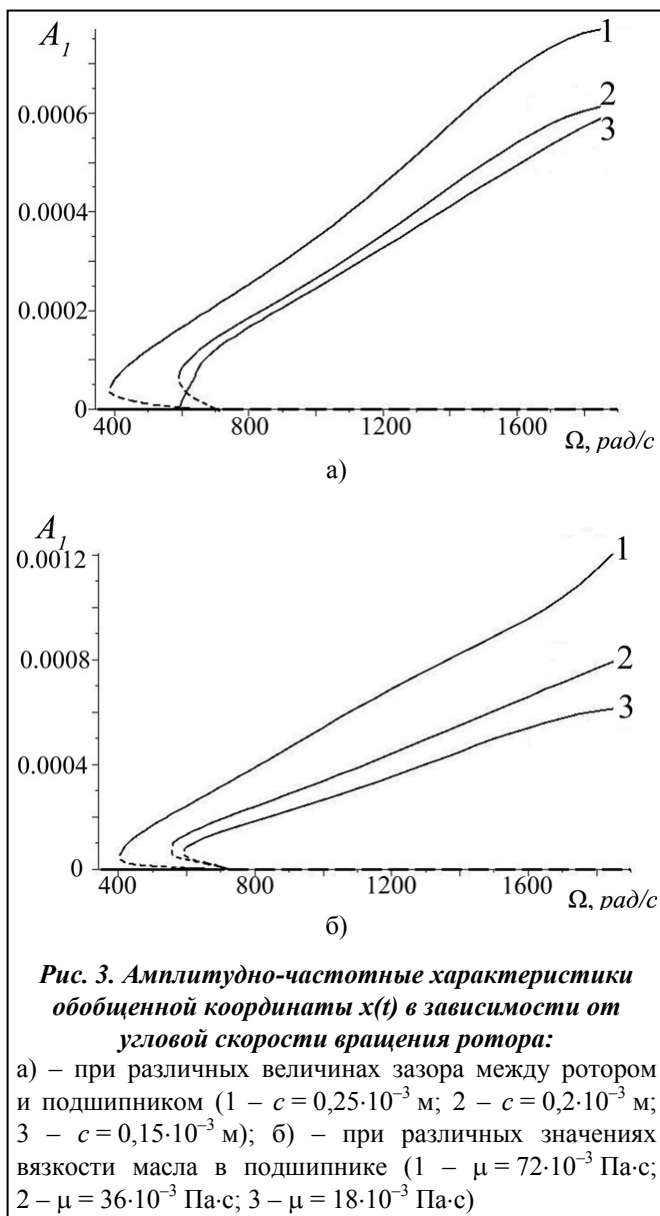 A₁
1
0.0006
2
3
0.0004
0.0002
0
400 800 1200 1600
Ω, рад/с
а)
A₁
0.0012
1
0.0008
2
3
0.0004
0
400 800 1200 1600
Ω, рад/с
б)
Рис. 3. Амплитудно-частотные характеристики
обобщенной координаты x(t) в зависимости от
угловой скорости вращения ротора:
а) – при различных величинах зазора между ротором
и подшипником (1 – c = 0,25·10⁻³ м; 2 – c = 0,2·10⁻³ м;
3 – c = 0,15·10⁻³ м); б) – при различных значениях
вязкости масла в подшипнике (1 – μ = 72·10⁻³ Па·с;
2 – μ = 36·10⁻³ Па·с; 3 – μ = 18·10⁻³ Па·с)